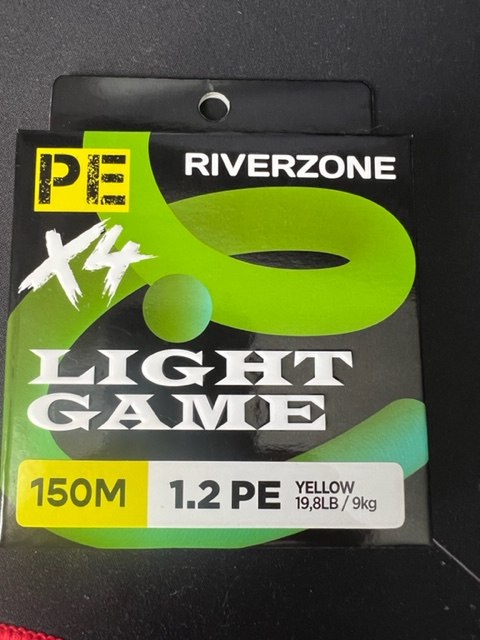 PE
RIVERZONE
X4
LIGHT
GAME
150M
1.2 PE
YELLOW
19,8LB / 9kg